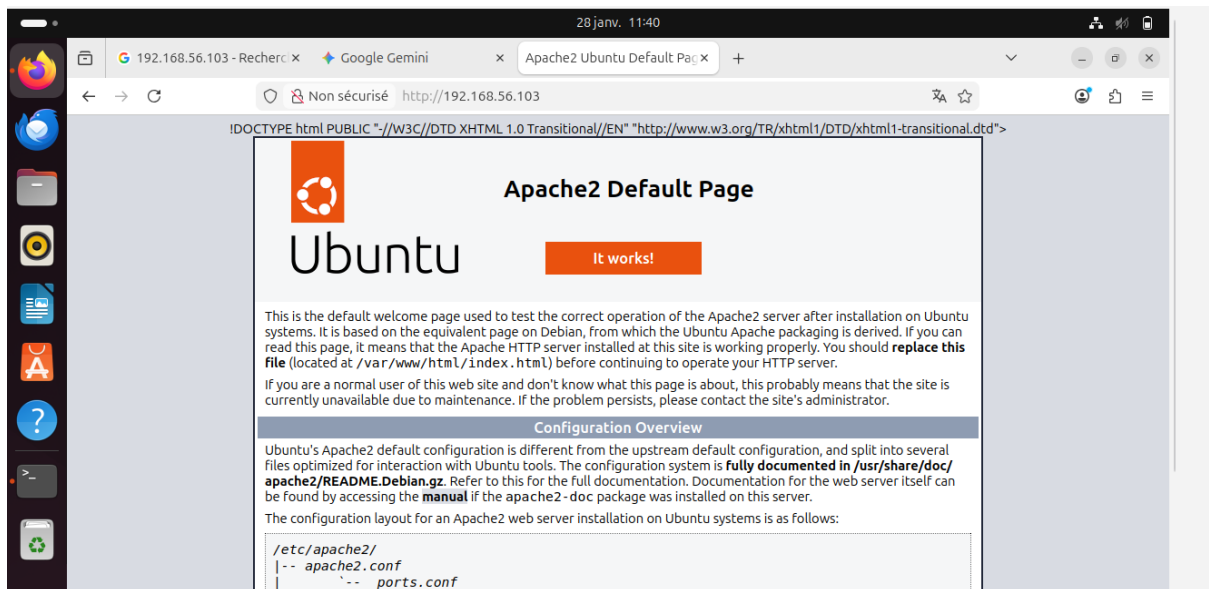 28 janv. 11:40
192.168.56.103 - Recherc
Google Gemini
Apache2 Ubuntu Default Pag
Non sécurisé http://192.168.56.103
!DOCTYPE html PUBLIC "-//W3C//DTD XHTML 1.0 Transitional//EN" "http://www.w3.org/TR/xhtml1/DTD/xhtml1-transitional.dtd">
Ubuntu
Apache2 Default Page
It works!
This is the default welcome page used to test the correct operation of the Apache2 server after installation on Ubuntu
systems. It is based on the equivalent page on Debian, from which the Ubuntu Apache packaging is derived. If you can
read this page, it means that the Apache HTTP server installed at this site is working properly. You should replace this
file (located at /var/www/html/index.html) before continuing to operate your HTTP server.
If you are a normal user of this web site and don't know what this page is about, this probably means that the site is
currently unavailable due to maintenance. If the problem persists, please contact the site's administrator.
Configuration Overview
Ubuntu's Apache2 default configuration is different from the upstream default configuration, and split into several
files optimized for interaction with Ubuntu tools. The configuration system is fully documented in /usr/share/doc/
apache2/README.Debian.gz. Refer to this for the full documentation. Documentation for the web server itself can
be found by accessing the manual if the apache2-doc package was installed on this server.
The configuration layout for an Apache2 web server installation on Ubuntu systems is as follows:
/etc/apache2/
|-- apache2.conf
|       `--  ports.conf